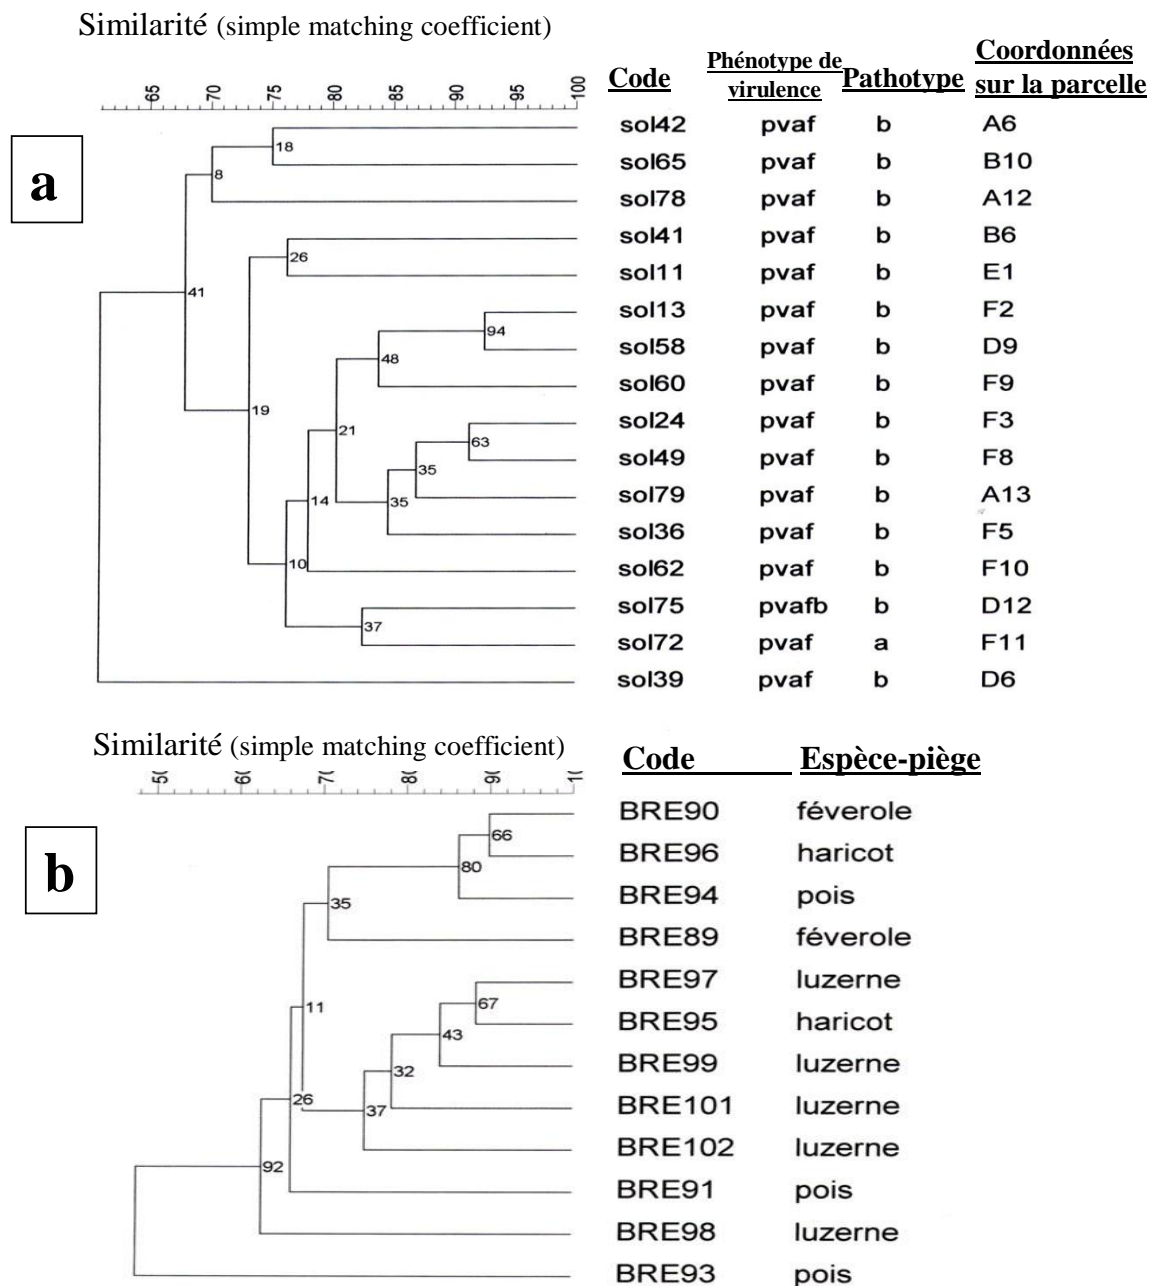 Similarité (simple matching coefficient)
65 70 75 80 85 90 95 100
Code Phénotype de virulence Pathotype Coordonnées sur la parcelle
a
sol42 pvaf b A6
18
sol65 pvaf b B10
8
sol78 pvaf b A12
sol41 pvaf b B6
26
sol11 pvaf b E1
41
sol13 pvaf b F2
94
sol58 pvaf b D9
48
sol60 pvaf b F9
19
sol24 pvaf b F3
21
63
sol49 pvaf b F8
35
sol79 pvaf b A13
14
35
sol36 pvaf b F5
10
sol62 pvaf b F10
sol75 pvafb b D12
37
sol72 pvaf a F11
sol39 pvaf b D6
Similarité (simple matching coefficient)
5( 6( 7( 8( 9( 1(
Code Espèce-piège
b
BRE90 féverole
66
BRE96 haricot
80
BRE94 pois
35
BRE89 féverole
BRE97 luzerne
67
11
BRE95 haricot
43
BRE99 luzerne
32
26
BRE101 luzerne
37
BRE102 luzerne
92
BRE91 pois
BRE98 luzerne
BRE93 pois